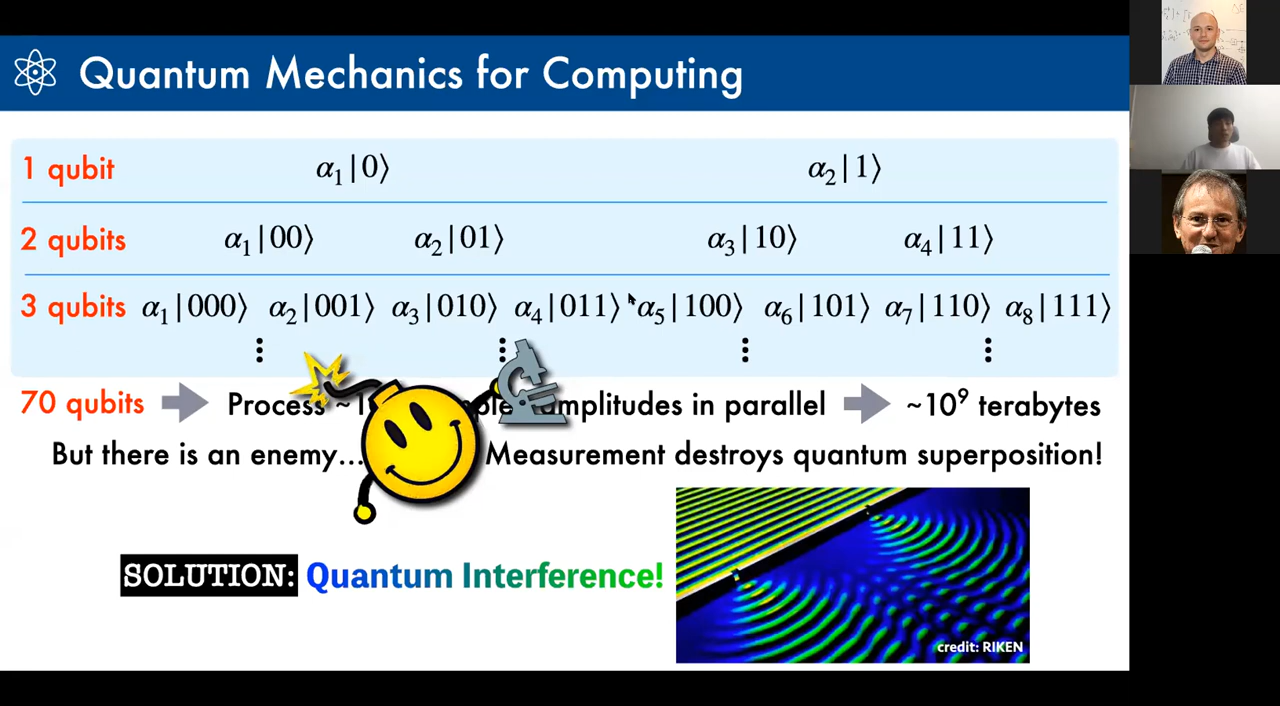 Quantum Mechanics for Computing
1 qubit α₁|0⟩ α₂|1⟩
2 qubits α₁|00⟩ α₂|01⟩ α₃|10⟩ α₄|11⟩
3 qubits α₁|000⟩ α₂|001⟩ α₃|010⟩ α₄|011⟩ α₅|100⟩ α₆|101⟩ α₇|110⟩ α₈|111⟩
⋮ ⋮ ⋮ ⋮
70 qubits Process amplitudes in parallel ~10⁹ terabytes
But there is an enemy... Measurement destroys quantum superposition!
SOLUTION: Quantum Interference!
credit: RIKEN